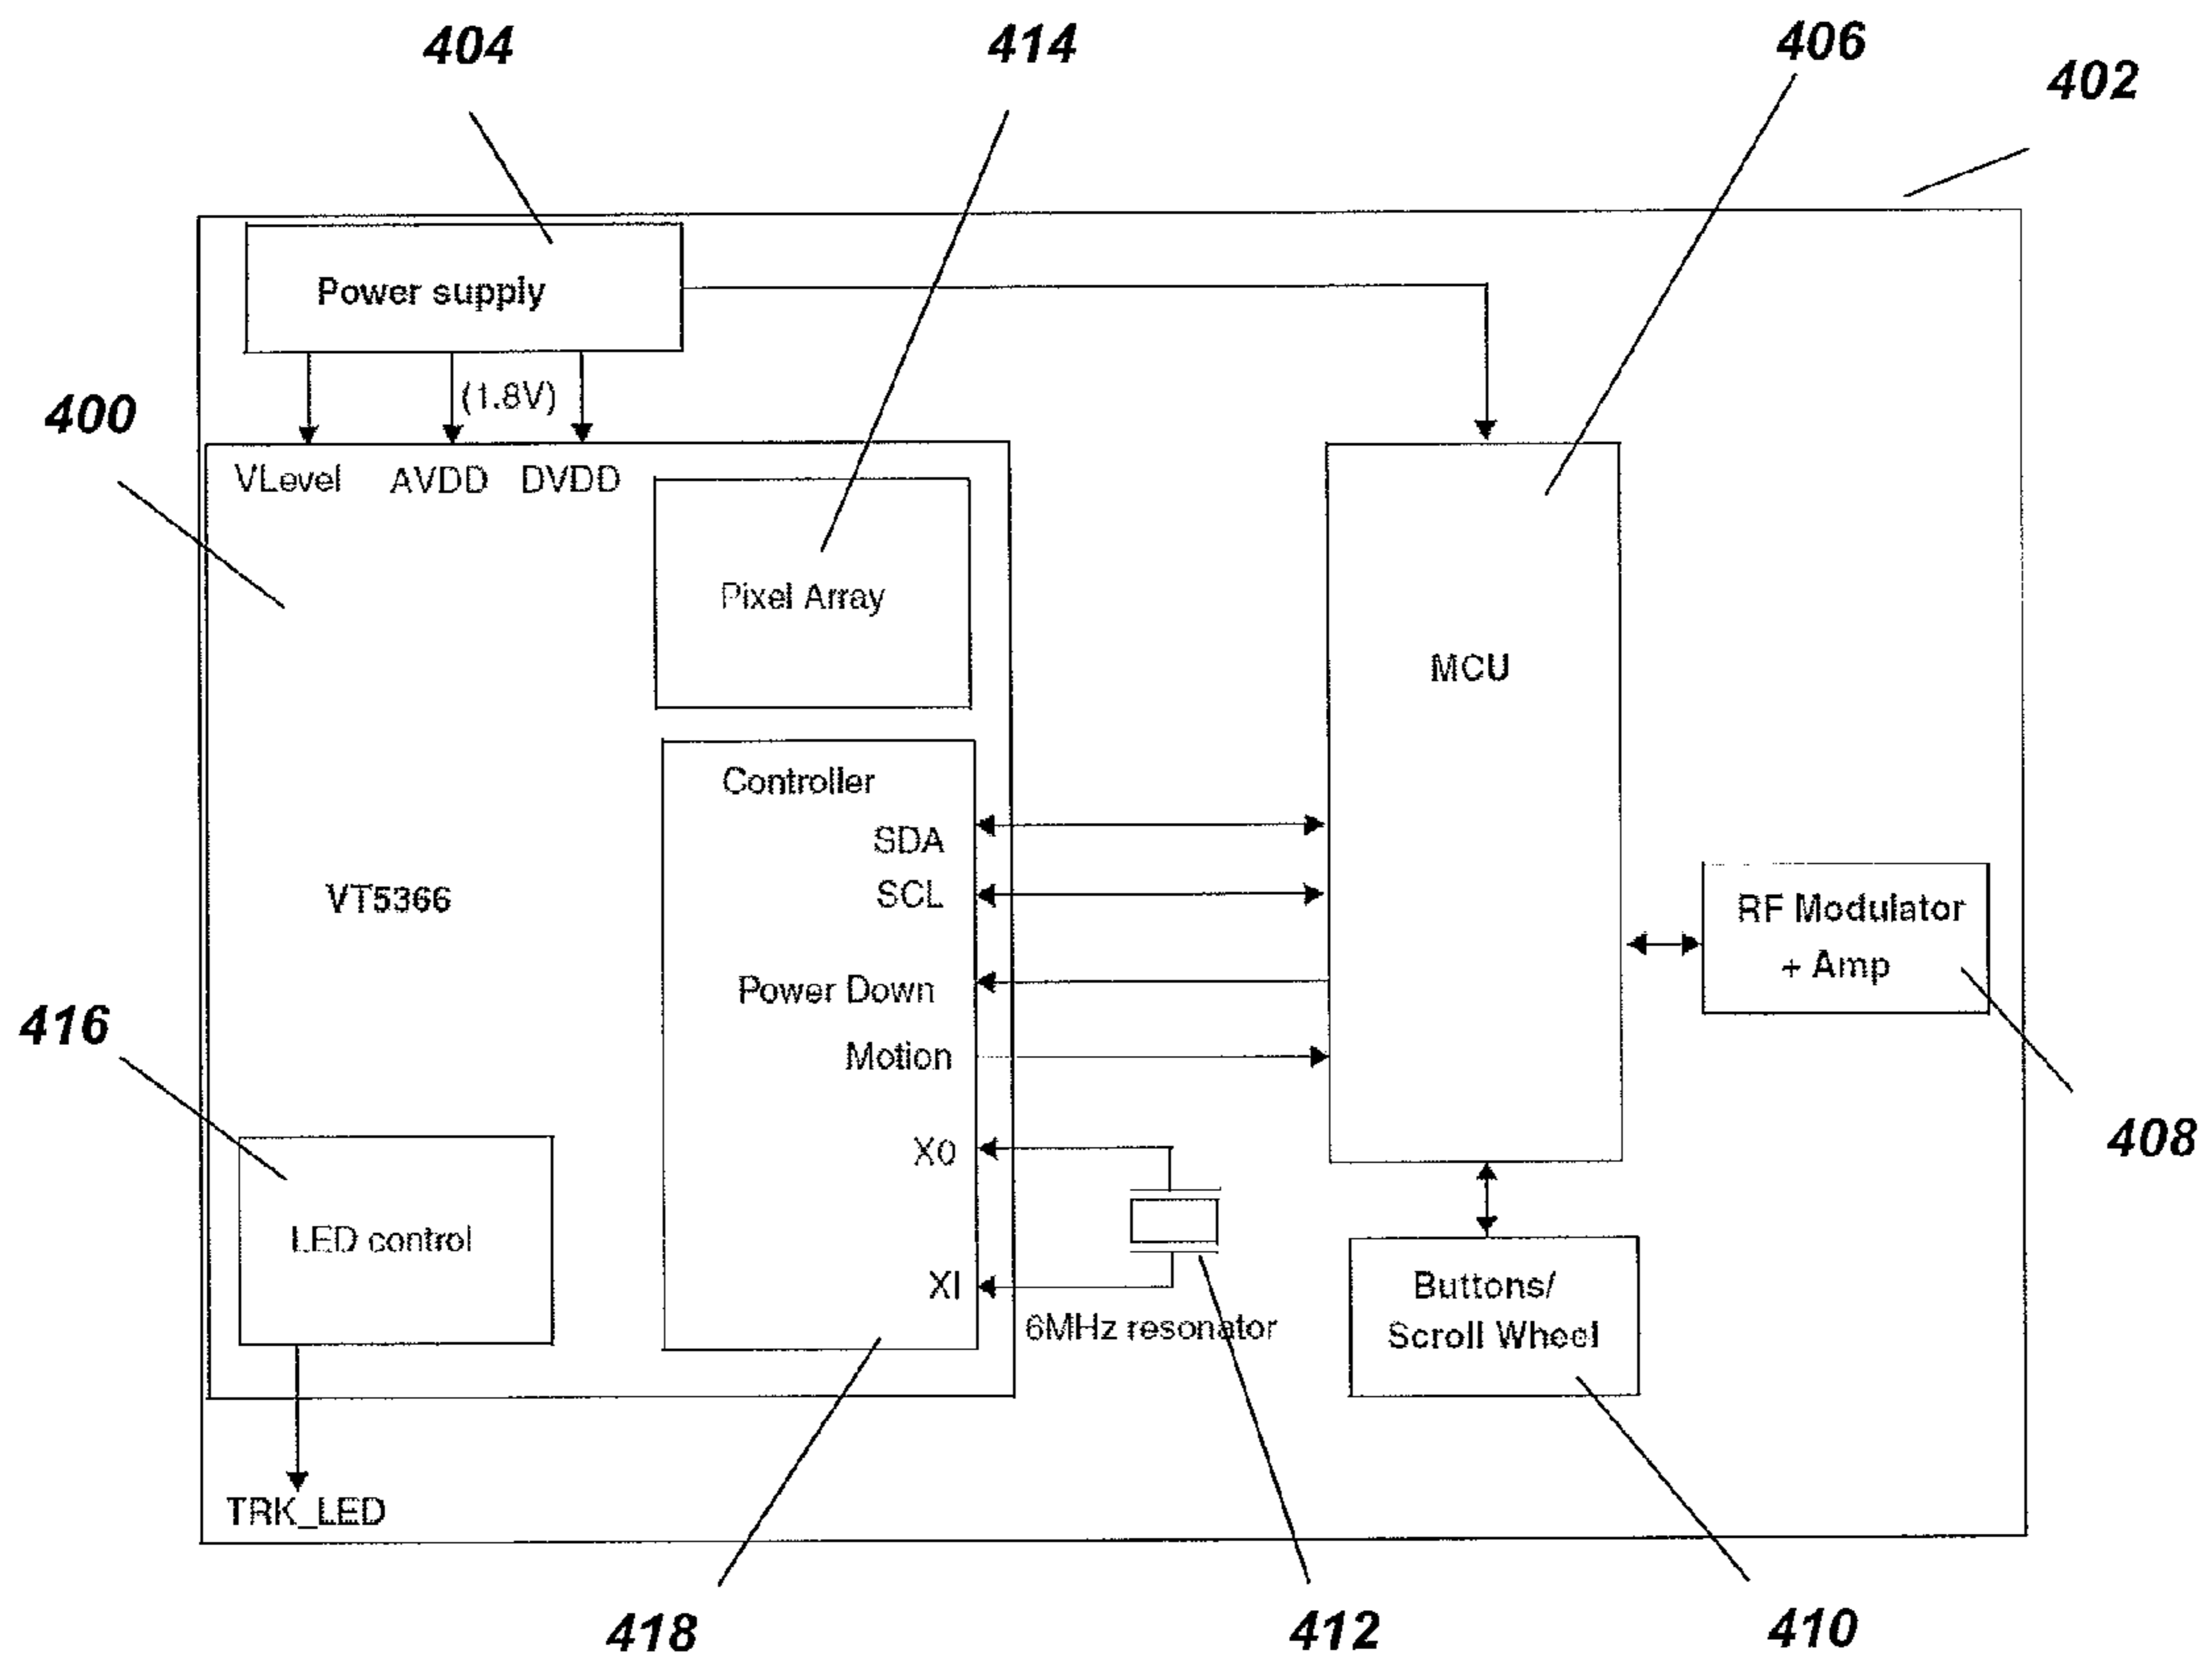 404
414
406
402
Power supply
(1.8V)
400
VLevel AVDD DVDD
Pixel Array
MCU
Controller
SDA
SCL
VT5366
RF Modulator
+ Amp
Power Down
416
Motion
408
X0
LED control
XI
6MHz resonator
Buttons/
Scroll Wheel
TRK_LED
418
412
410